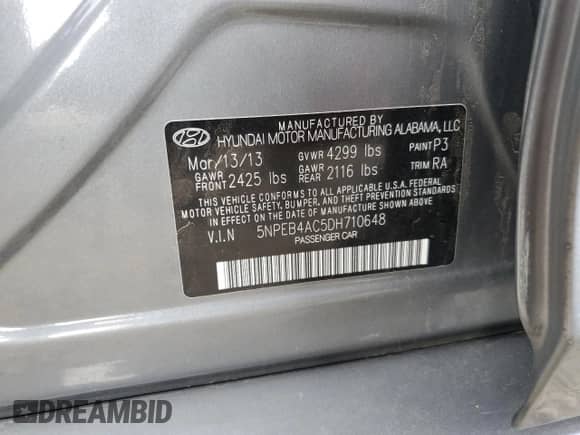 MANUFACTURED BY
HYUNDAI MOTOR MANUFACTURING ALABAMA, LLC
Mar/13/13 GVWR 4299 lbs PAINT P3
GAWR FRONT 2425 lbs GAWR REAR 2116 lbs TRIM RA
THIS VEHICLE CONFORMS TO ALL APPLICABLE U.S.A. FEDERAL
MOTOR VEHICLE SAFETY, BUMPER, AND THEFT PREVENTION STANDARDS
IN EFFECT ON THE DATE OF MANUFACTURE SHOWN ABOVE
V.I.N 5NPEB4AC5DH710648
PASSENGER CAR
DREAMBID